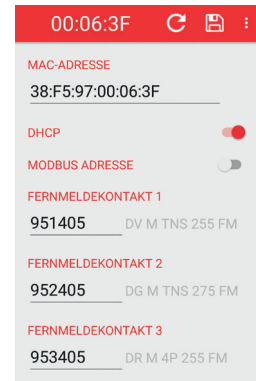 00:06:3F
MAC-ADRESSE
38:F5:97:00:06:3F
DHCP
MODBUS ADRESSE
FERNMELDEKONTAKT 1
951405 DV M TNS 255 FM
FERNMELDEKONTAKT 2
952405 DG M TNS 275 FM
FERNMELDEKONTAKT 3
953405 DR M 4P 255 FM